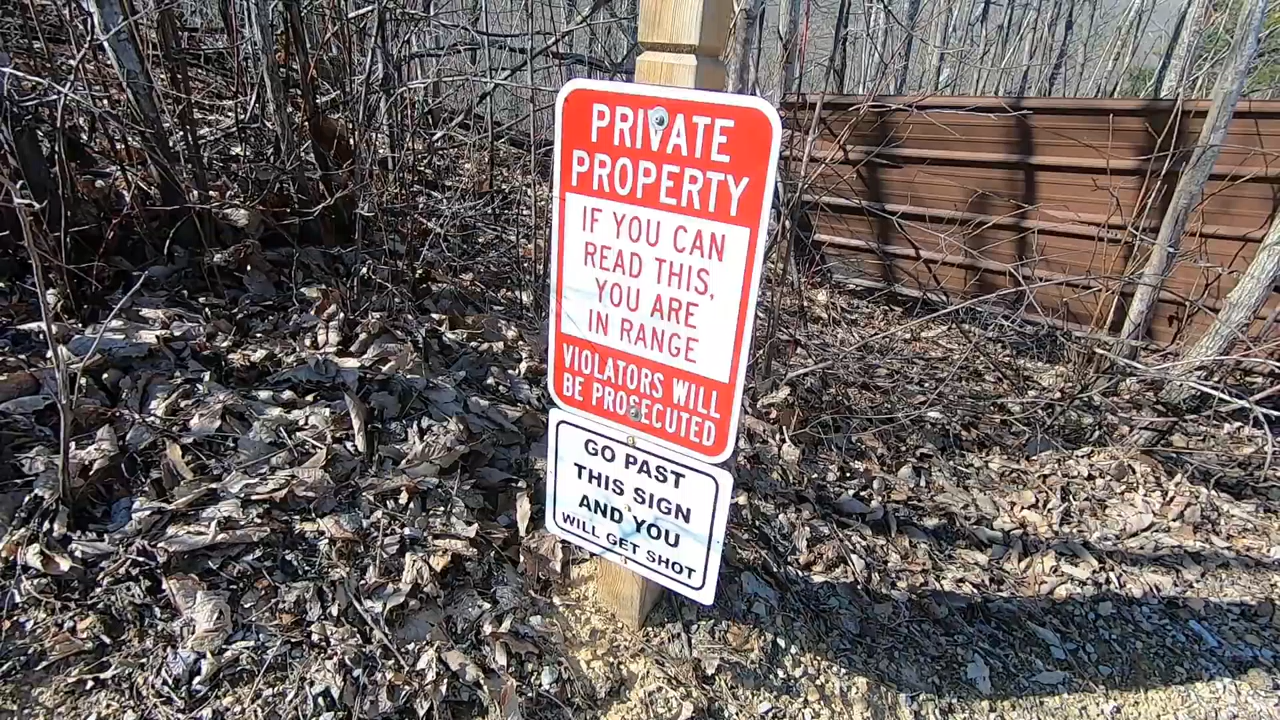 PRIVATE
PROPERTY
IF YOU CAN
READ THIS,
YOU ARE
IN RANGE
VIOLATORS WILL
BE PROSECUTED
GO PAST
THIS SIGN
AND YOU
WILL GET SHOT